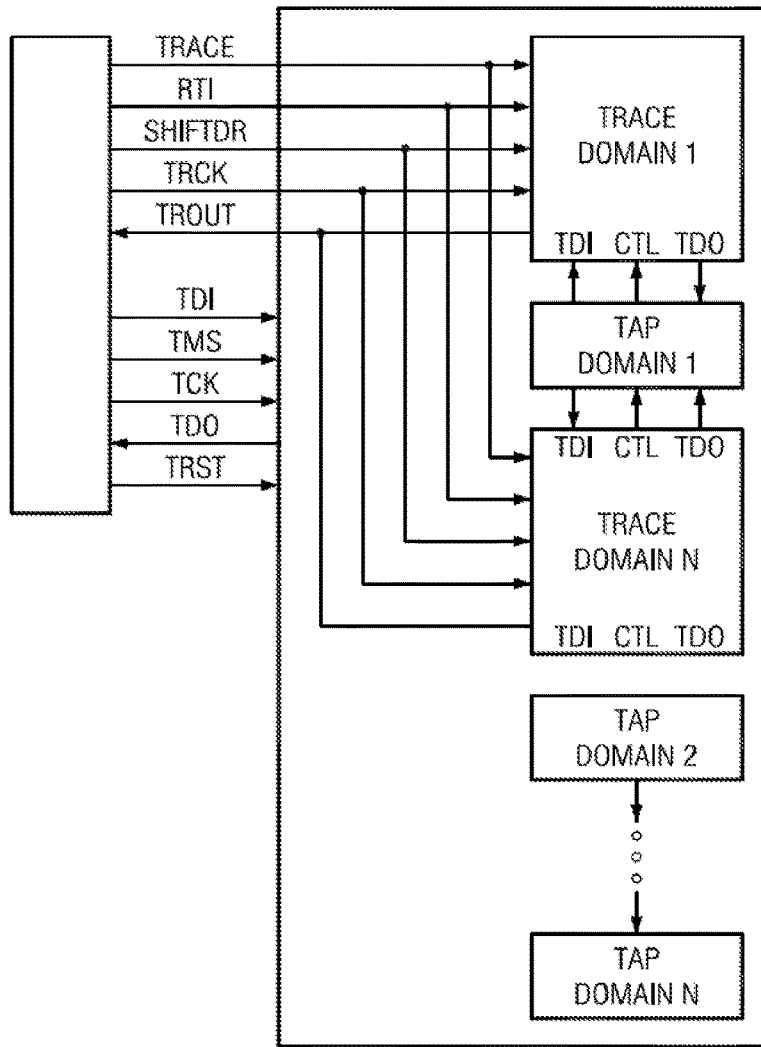 TRACE
RTI
SHIFTDR
TRCK
TROUT
TDI
TMS
TCK
TDO
TRST
TRACE
DOMAIN 1
TDI CTL TDO
TAP
DOMAIN 1
TDI CTL TDO
TRACE
DOMAIN N
TDI CTL TDO
TAP
DOMAIN 2
TAP
DOMAIN N